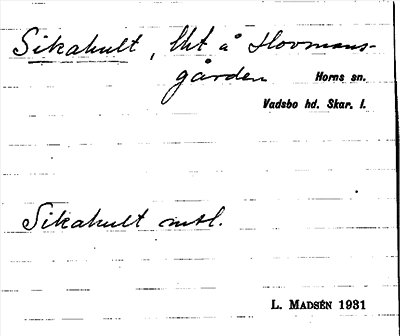 Sikahult, lht å Hovmans-
gården Horns sn.
Vadsbo hd. Skar. l.
Sikahult mtl.
L. MADSÉN 1931